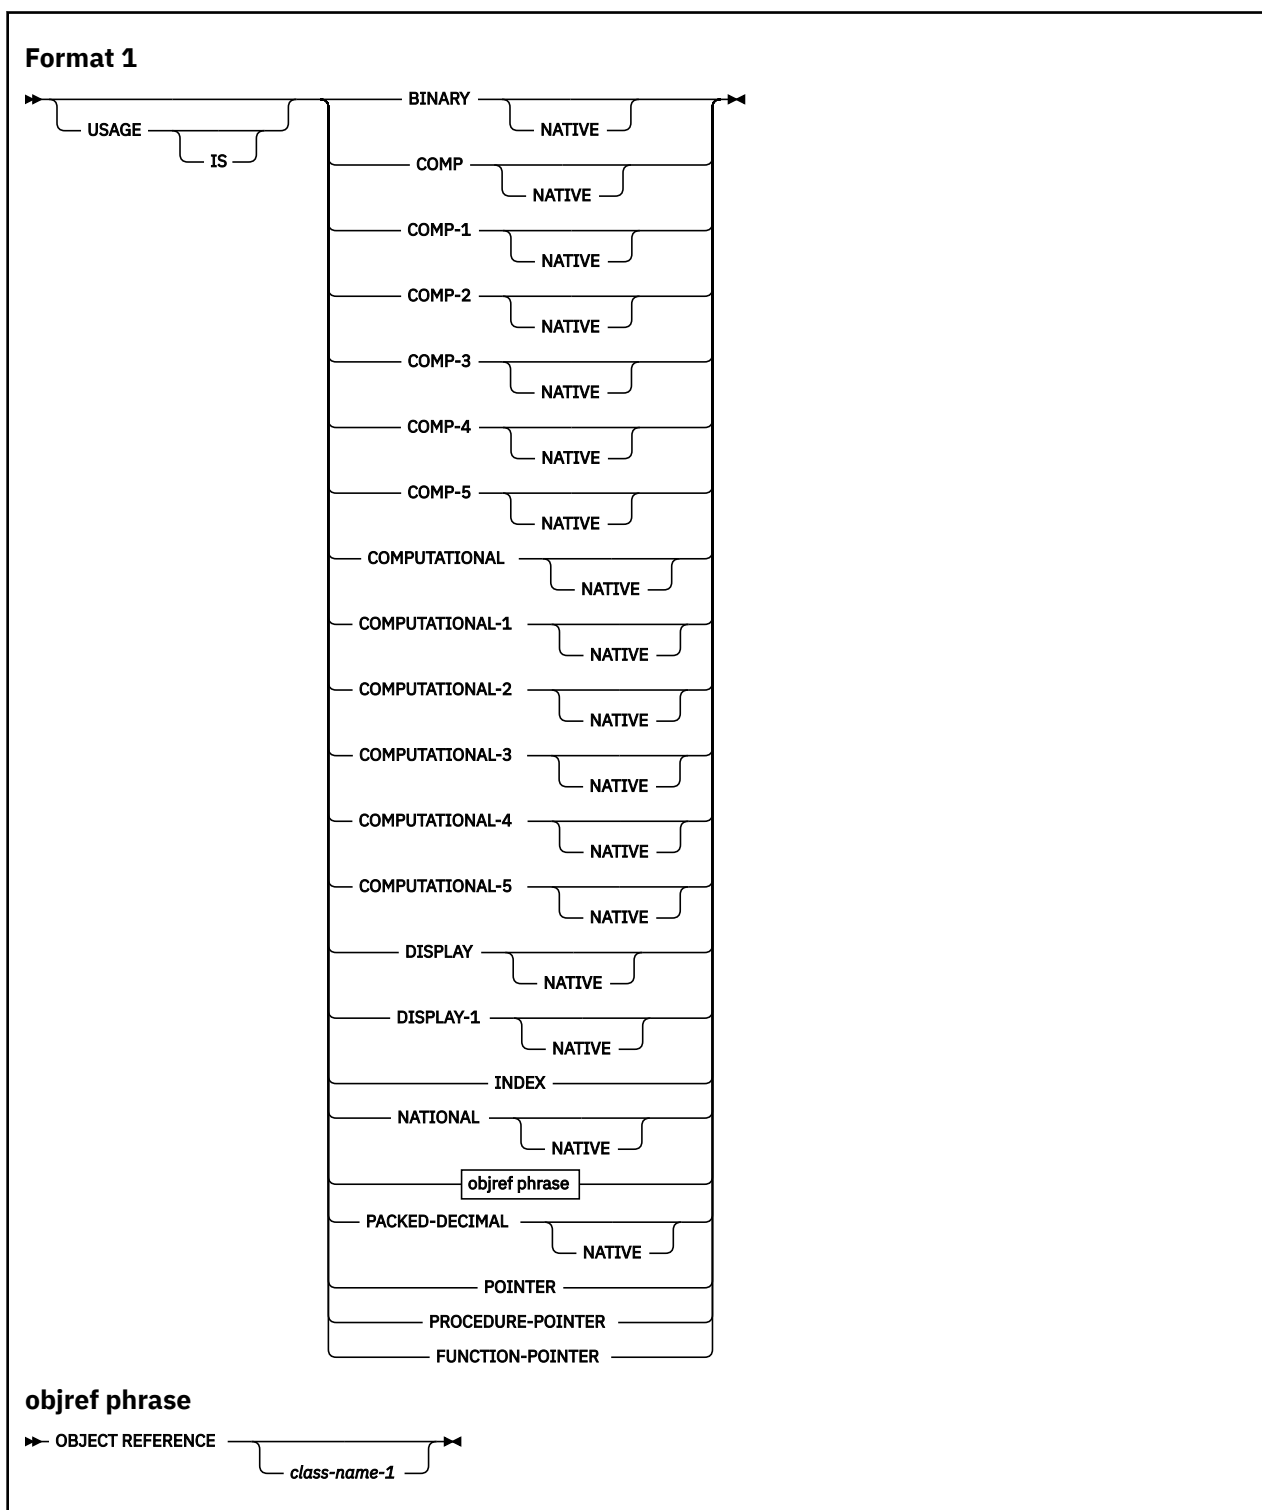 Format 1
BINARY
USAGE NATIVE
IS COMP
NATIVE
COMP-1
NATIVE
COMP-2
NATIVE
COMP-3
NATIVE
COMP-4
NATIVE
COMP-5
NATIVE
COMPUTATIONAL
NATIVE
COMPUTATIONAL-1
NATIVE
COMPUTATIONAL-2
NATIVE
COMPUTATIONAL-3
NATIVE
COMPUTATIONAL-4
NATIVE
COMPUTATIONAL-5
NATIVE
DISPLAY
NATIVE
DISPLAY-1
NATIVE
INDEX
NATIONAL
NATIVE
objref phrase
PACKED-DECIMAL
NATIVE
POINTER
PROCEDURE-POINTER
FUNCTION-POINTER
objref phrase
OBJECT REFERENCE
class-name-1